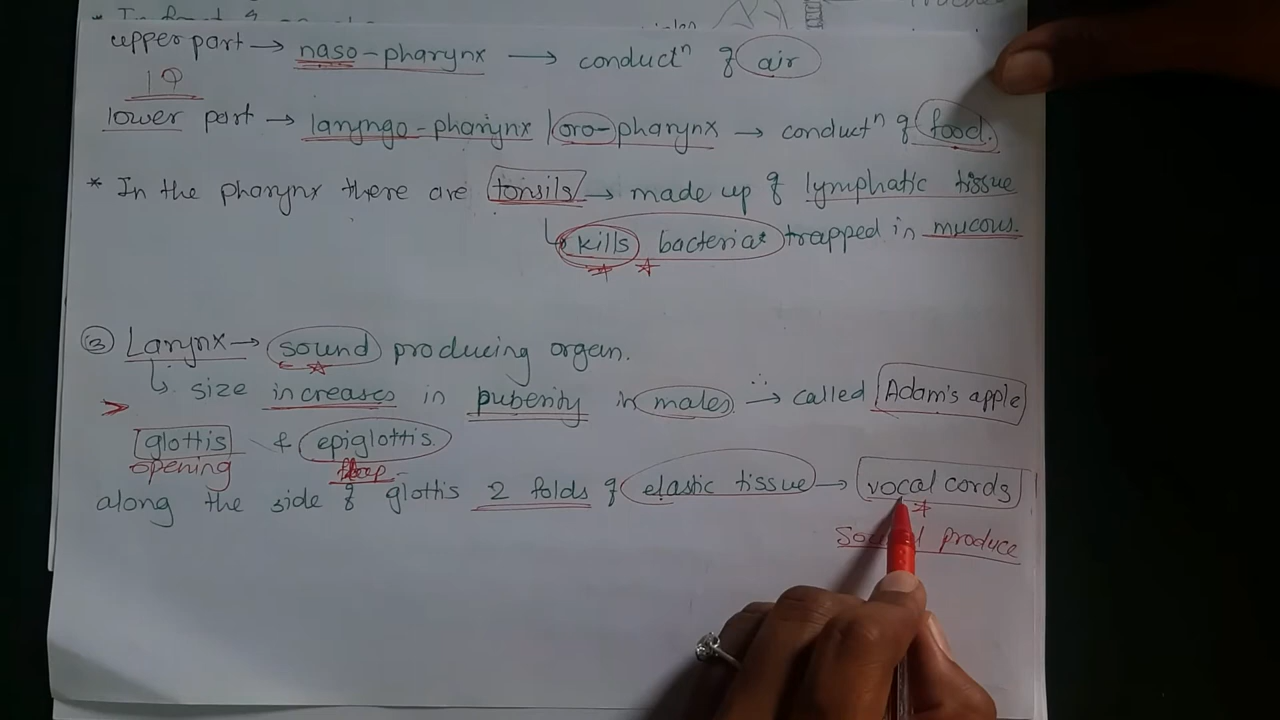 upper part → naso-pharynx → conductⁿ of air
1Q
lower part → laryngo-pharynx / oro-pharynx → conductⁿ of food.
* In the pharynx there are tonsils → made up of lymphatic tissue
↳ kills bacteria* trapped in mucous.
③ Larynx → sound producing organ.
↳ size increases in puberity in males ∴ → called Adam's apple
> glottis & epiglottis
opening flap
along the side of glottis 2 folds of elastic tissue → vocal cords
produce